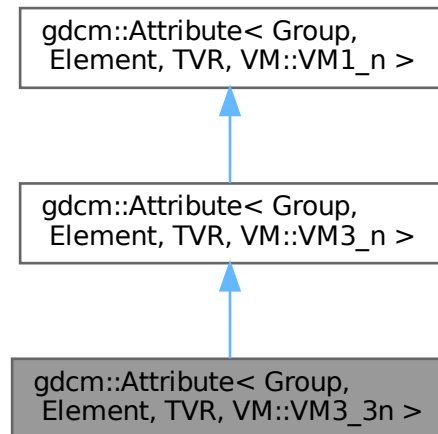 gdcm::Attribute< Group,
Element, TVR, VM::VM1_n >
gdcm::Attribute< Group,
Element, TVR, VM::VM3_n >
gdcm::Attribute< Group,
Element, TVR, VM::VM3_3n >